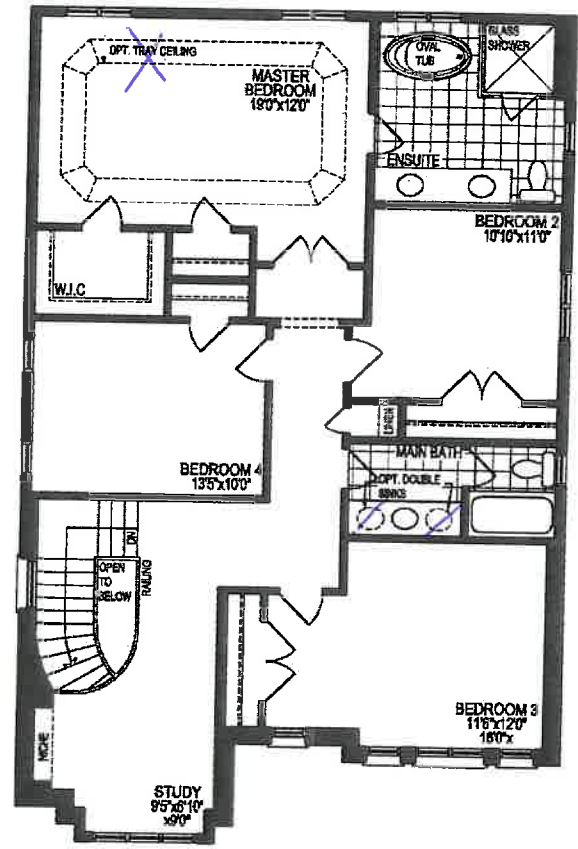 OPT. TRAY CEILING
MASTER
BEDROOM
19'0"x12'0"
OVAL
TUB
GLASS
SHOWER
ENSUITE
BEDROOM 2
10'10"x11'0"
W.I.C
BEDROOM 4
13'5"x10'0"
LINEN
MAIN BATH
OPT. DOUBLE
SINKS
DN
OPEN
TO
BELOW
RAILING
NICHE
BEDROOM 3
11'6"x12'0"
16'0"x
STUDY
9'5"x6'10"
x9'0"